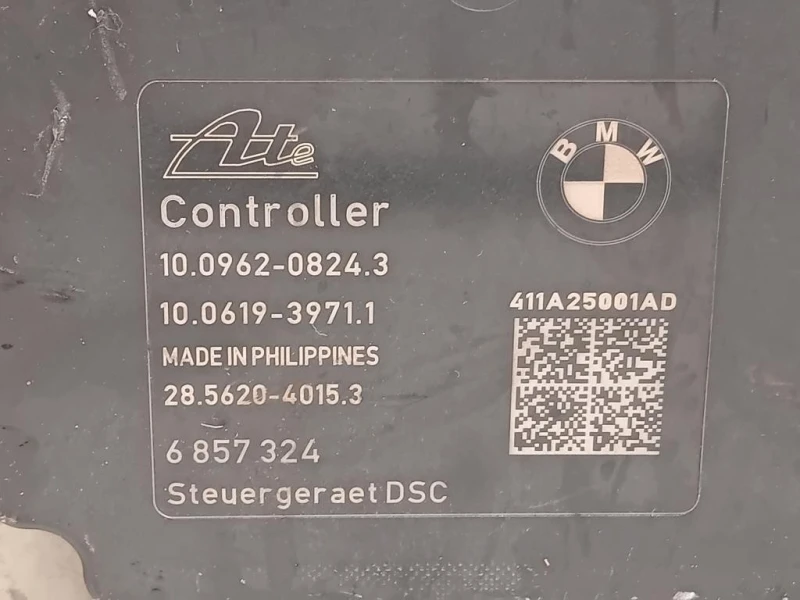 Ate
BMW
Controller
10.0962-0824.3
10.0619-3971.1
411A25001AD
MADE IN PHILIPPINES
28.5620-4015.3
6 857 324
Steuergeraet DSC